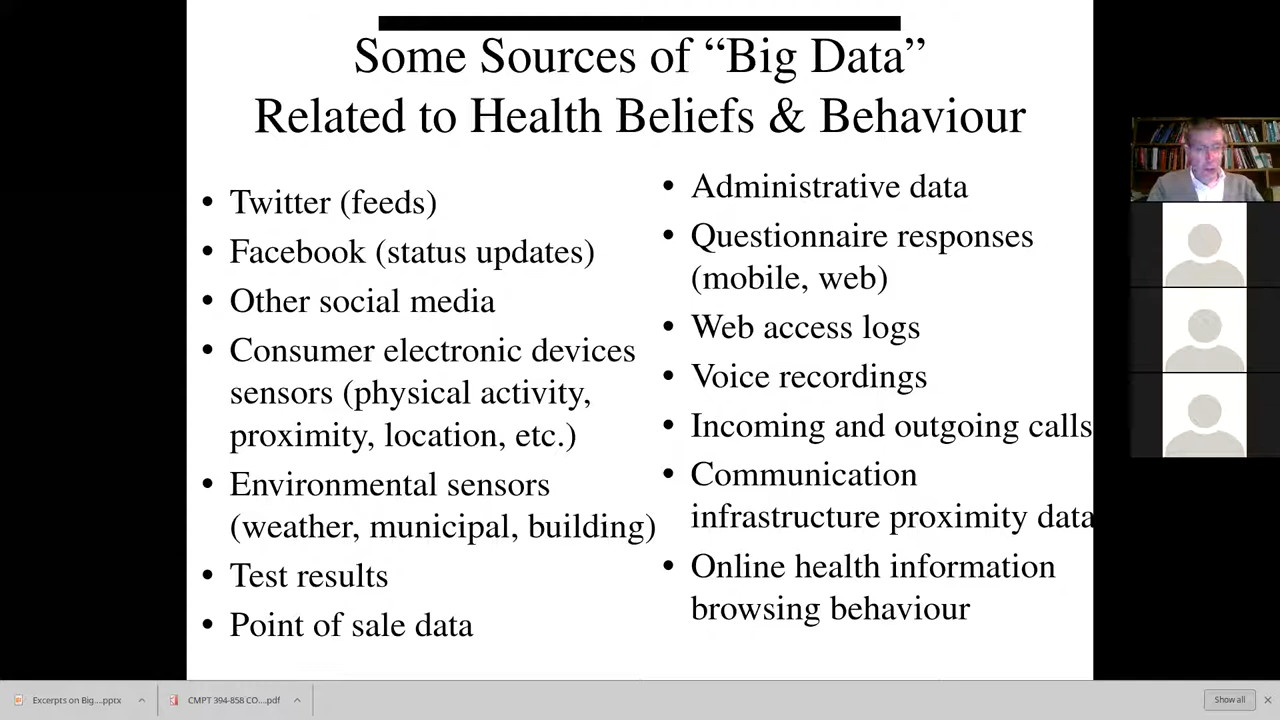 Some Sources of “Big Data”
Related to Health Beliefs & Behaviour
• Twitter (feeds)
• Facebook (status updates)
• Other social media
• Consumer electronic devices
sensors (physical activity,
proximity, location, etc.)
• Environmental sensors
(weather, municipal, building)
• Test results
• Point of sale data
• Administrative data
• Questionnaire responses
(mobile, web)
• Web access logs
• Voice recordings
• Incoming and outgoing calls
• Communication
infrastructure proximity data
• Online health information
browsing behaviour
Excerpts on Big....pptx
CMPT 394-858 CO....pdf
Show all